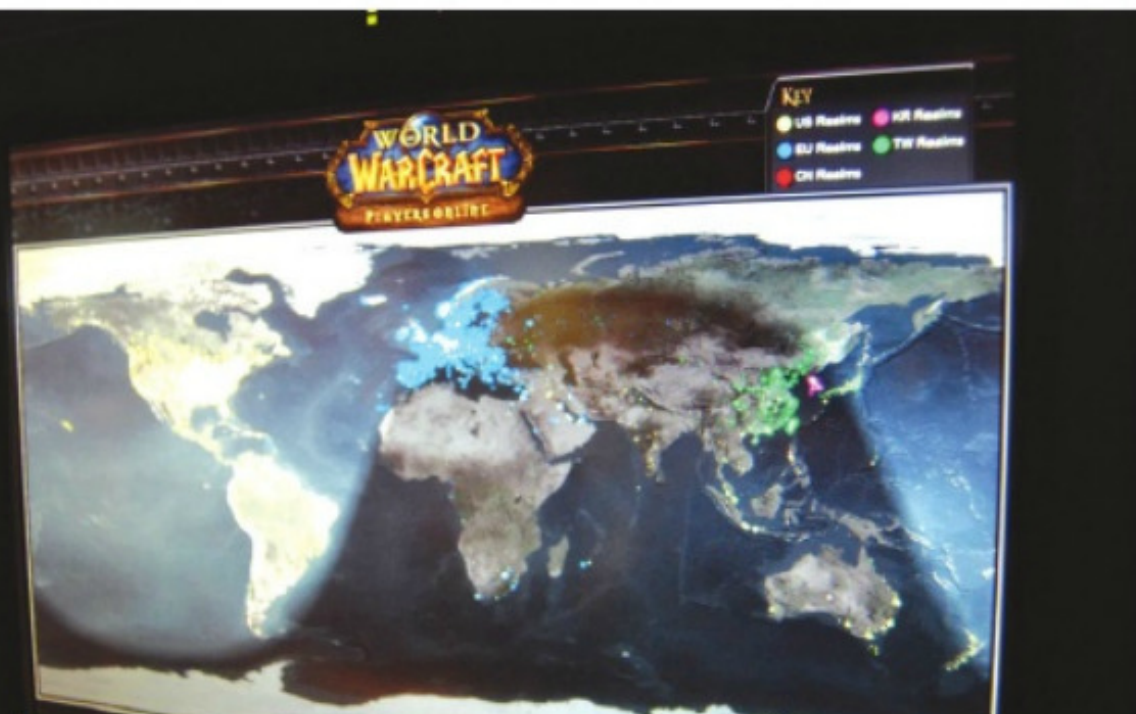 WORLD
WARCRAFT
PLAYERS ONLINE
KEY
US Realms
KR Realms
EU Realms
TW Realms
CN Realms